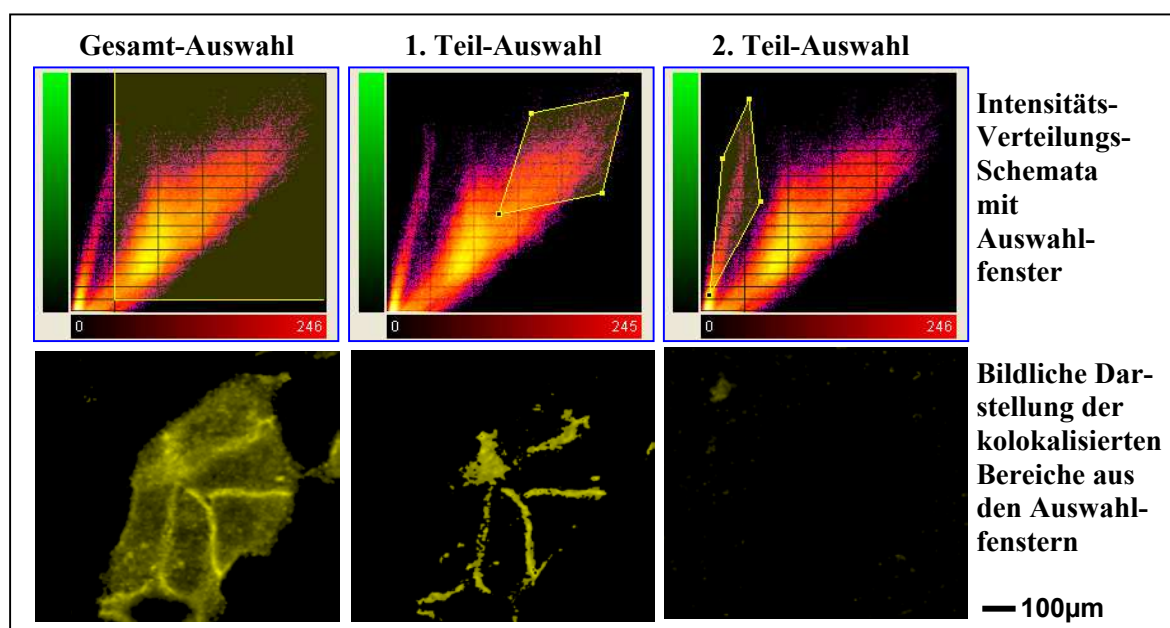 Gesamt-Auswahl
1. Teil-Auswahl
2. Teil-Auswahl
0 246
0 245
0 246
Intensitäts-
Verteilungs-
Schemata
mit
Auswahl-
fenster
Bildliche Dar-
stellung der
kolokalisierten
Bereiche aus
den Auswahl-
fenstern
100µm